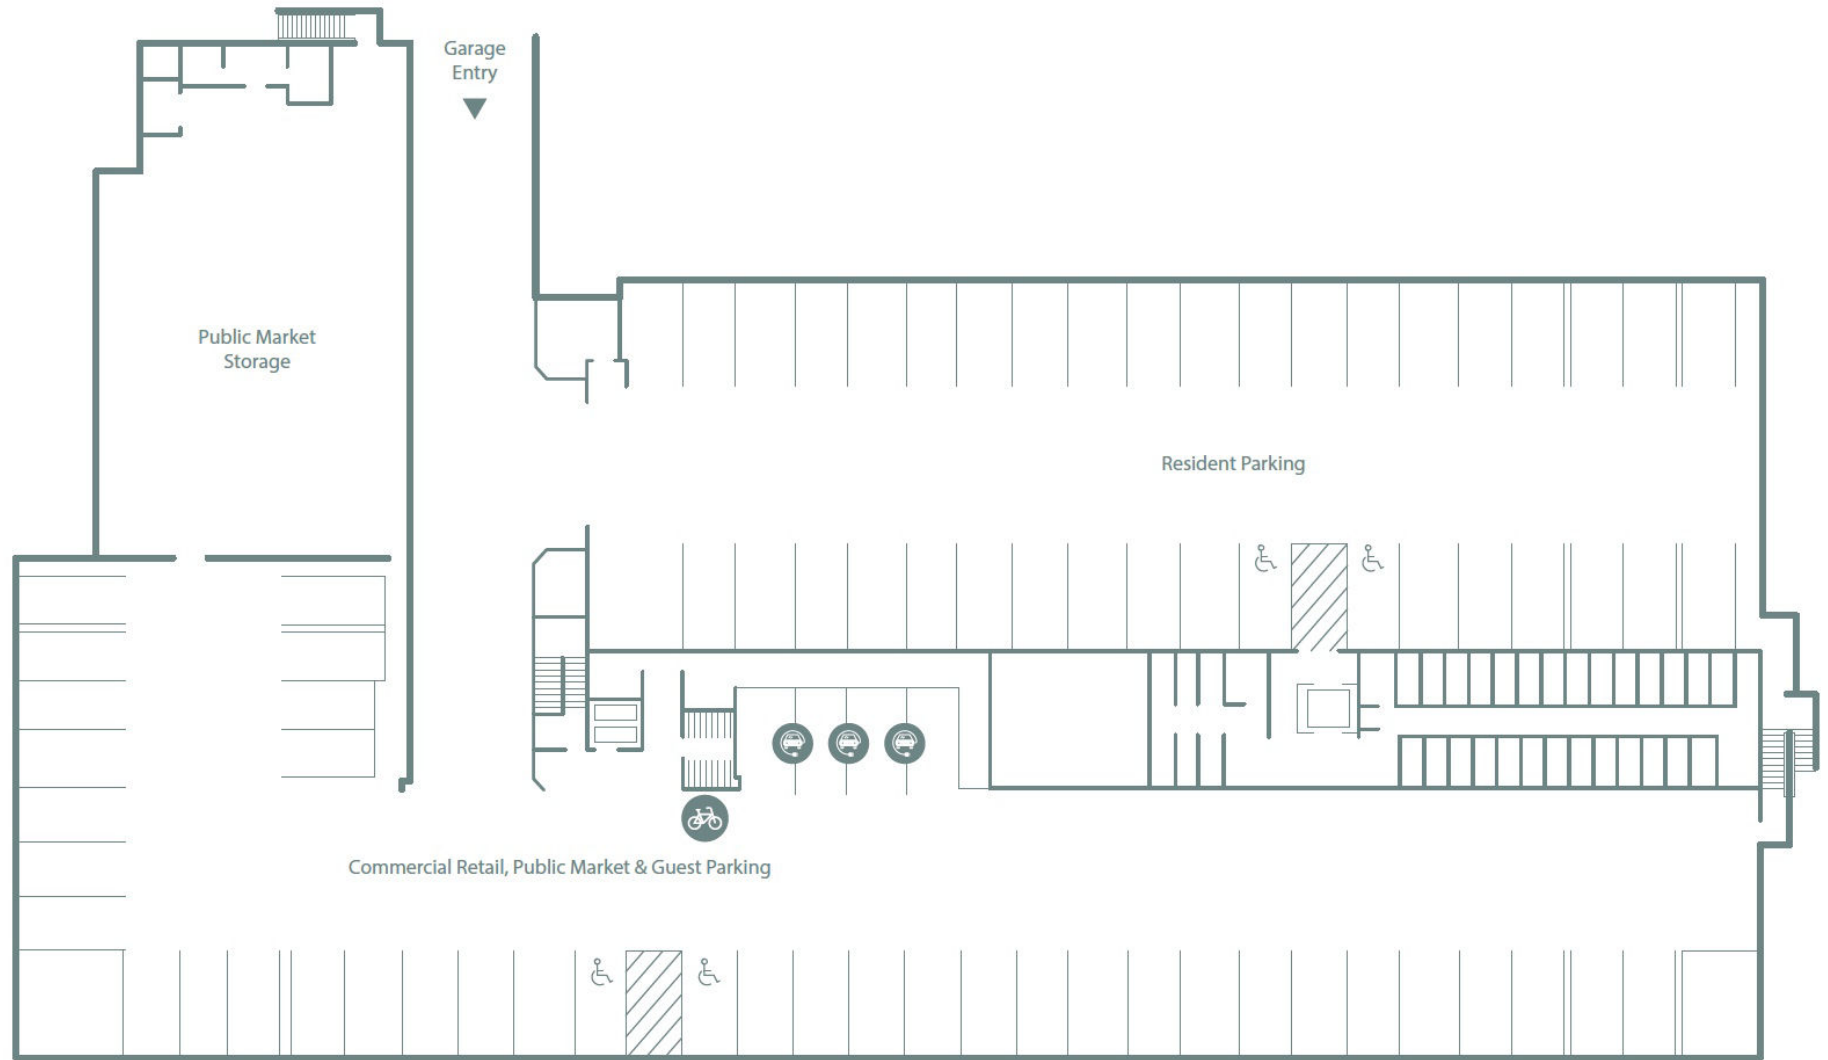 Garage
Entry
Public Market
Storage
Resident Parking
Commercial Retail, Public Market & Guest Parking